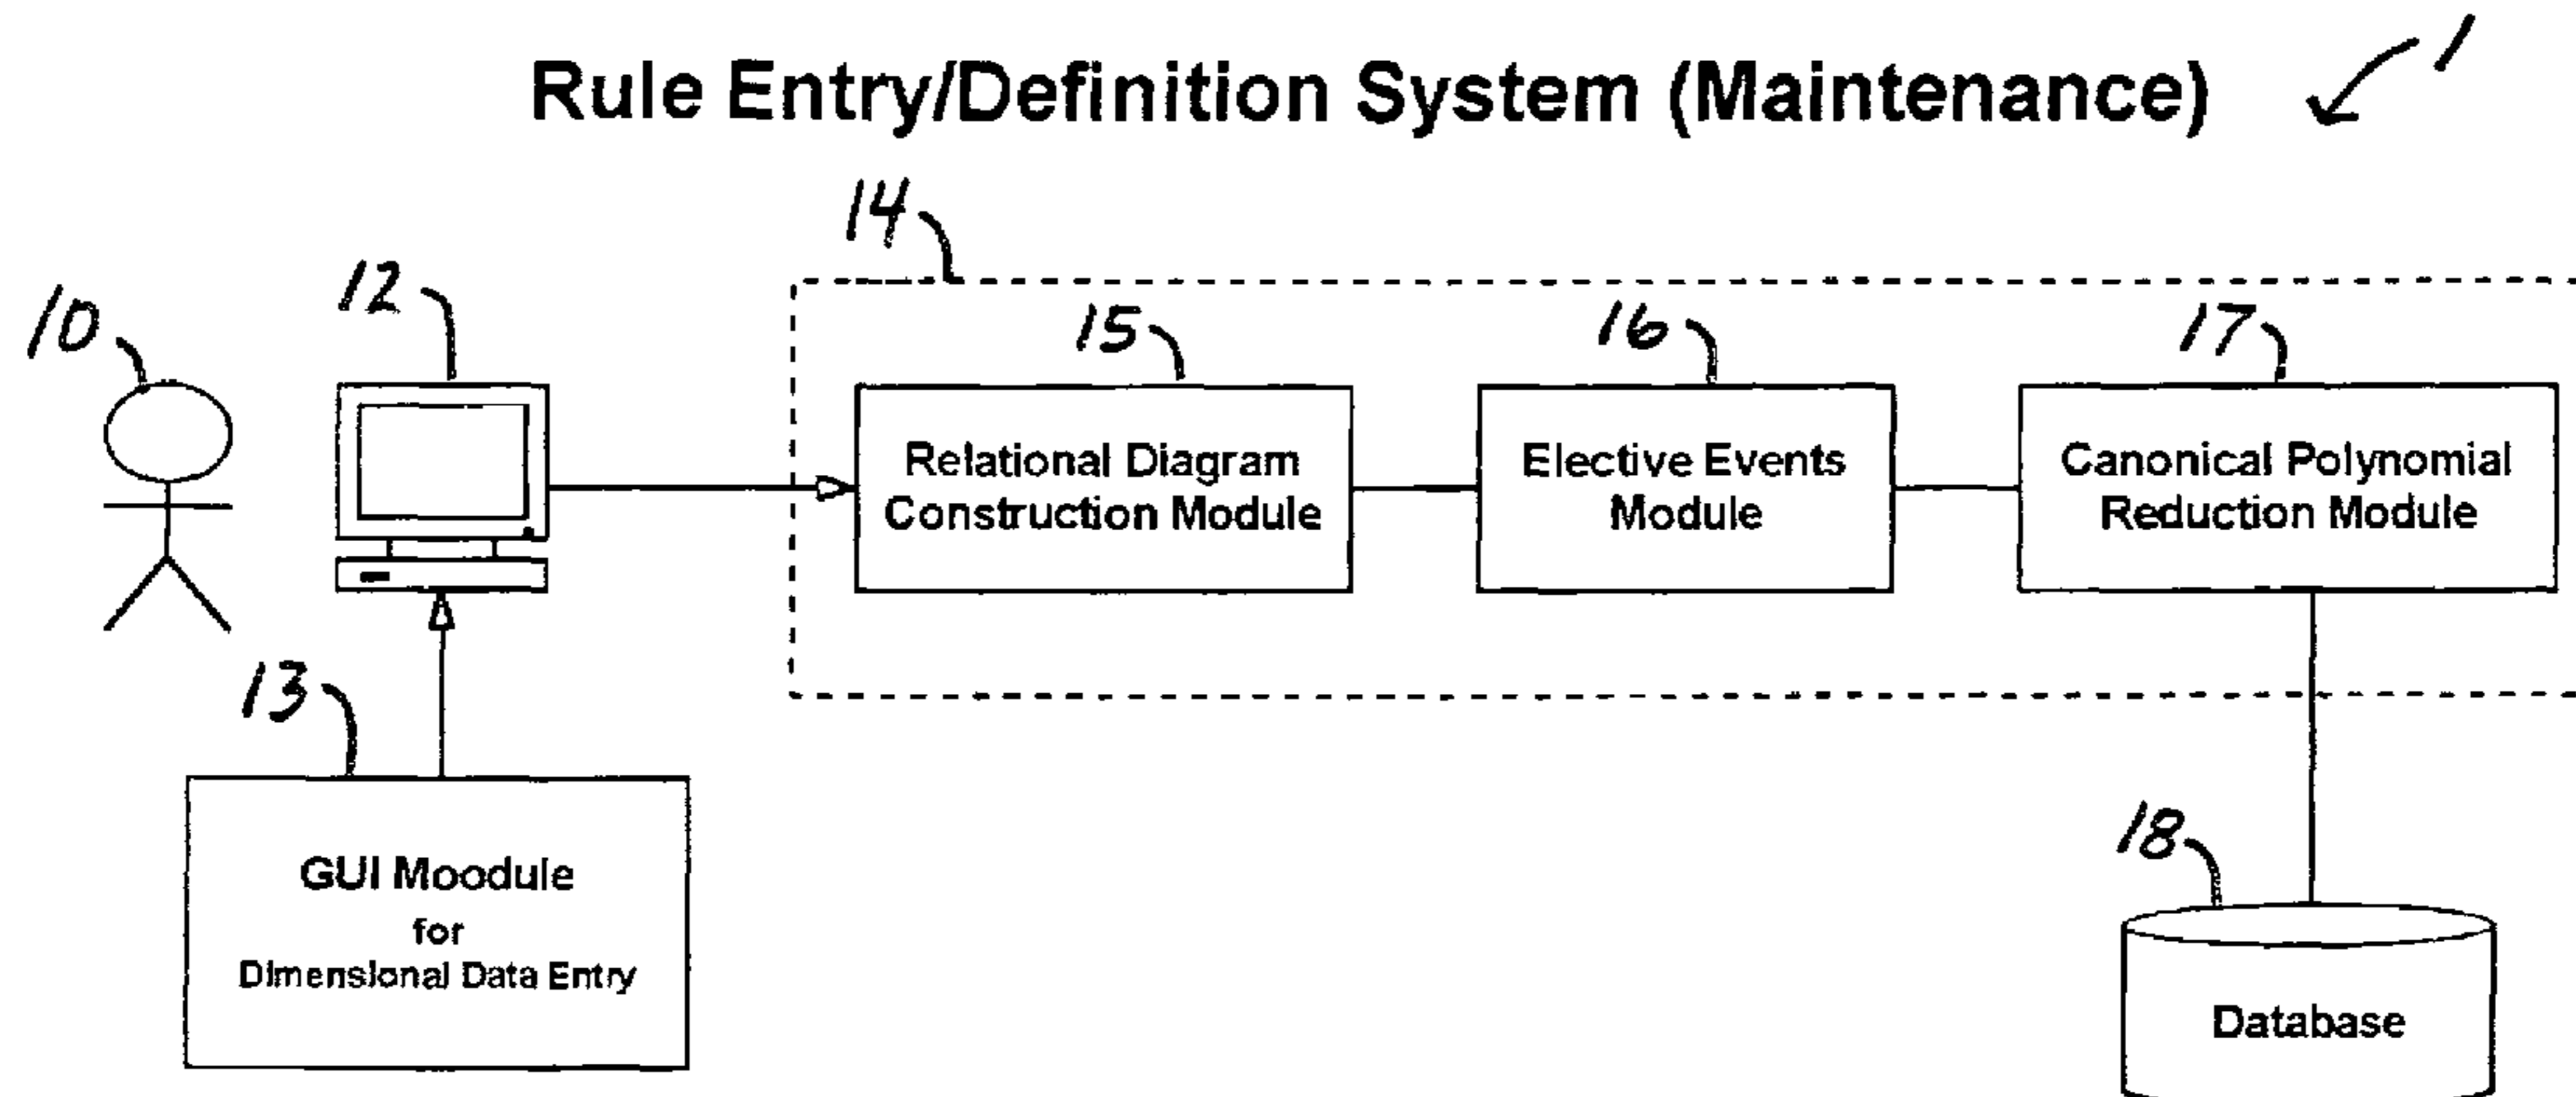 Rule Entry/Definition System (Maintenance)
1
14
10
12
15
16
17
Relational Diagram
Construction Module
Elective Events
Module
Canonical Polynomial
Reduction Module
13
GUI Moodule
for
Dimensional Data Entry
18
Database